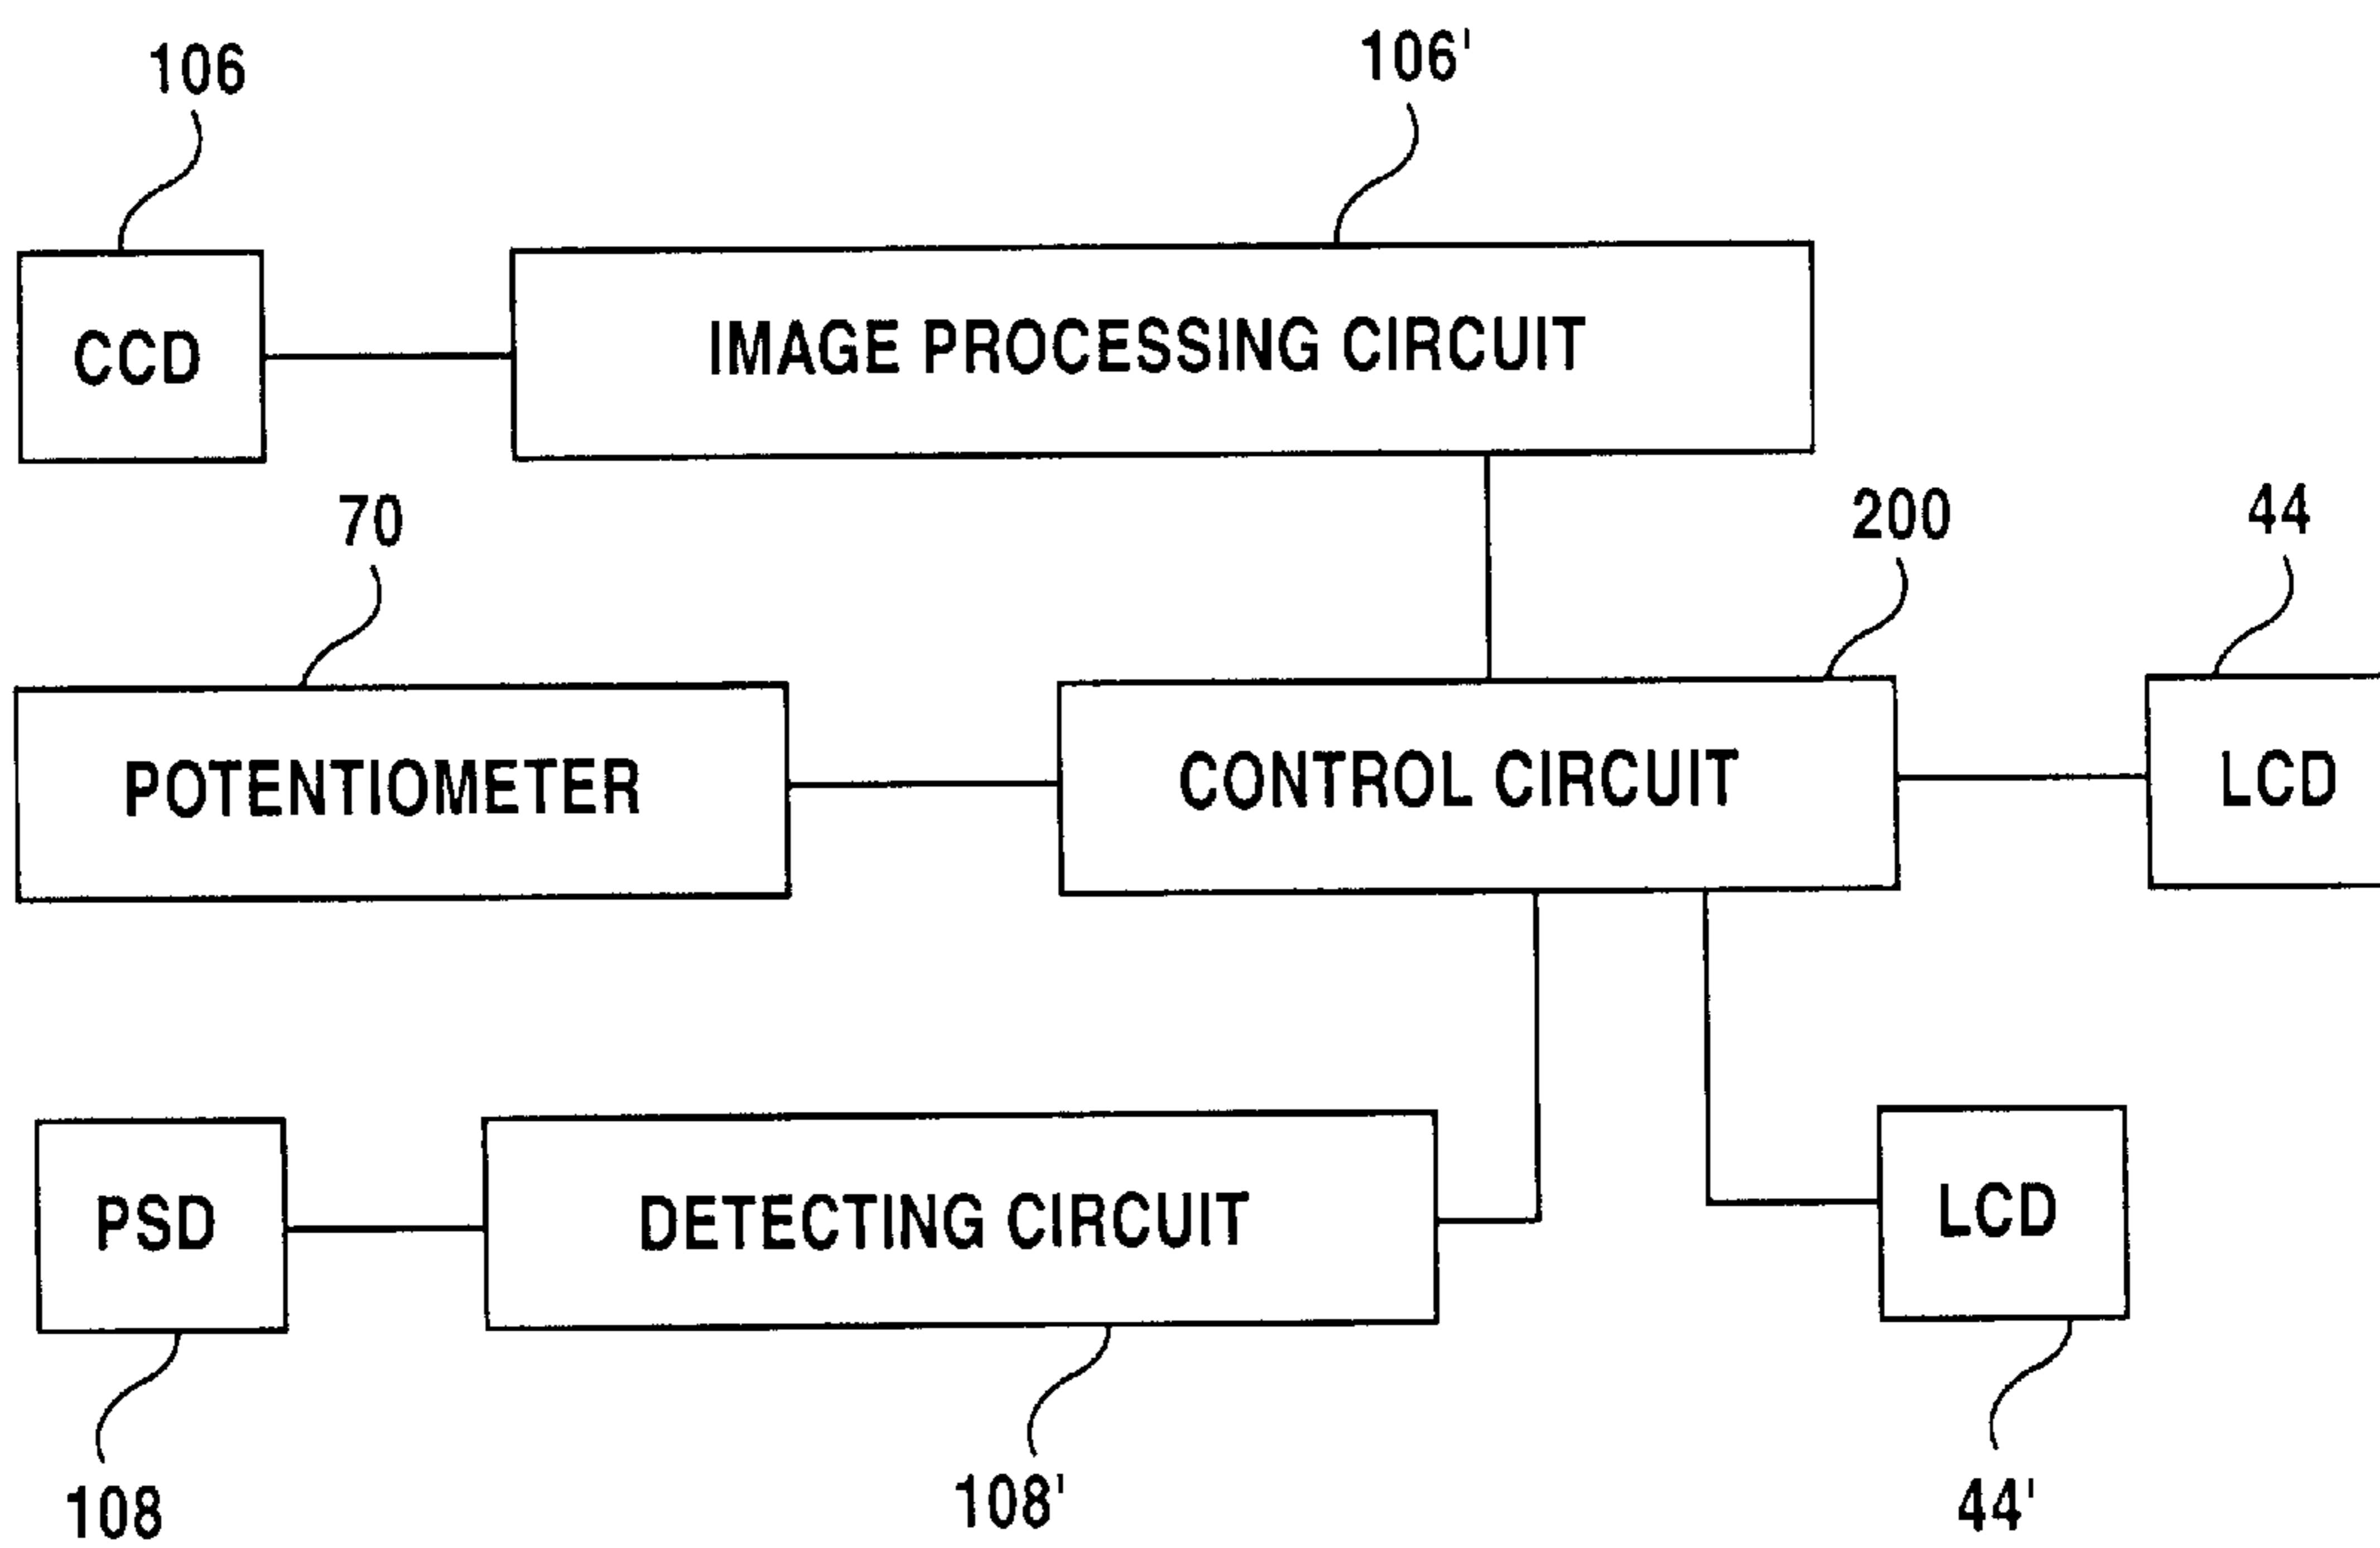 106
106'
CCD
IMAGE PROCESSING CIRCUIT
70
200
44
POTENTIOMETER
CONTROL CIRCUIT
LCD
PSD
DETECTING CIRCUIT
LCD
108
108'
44'